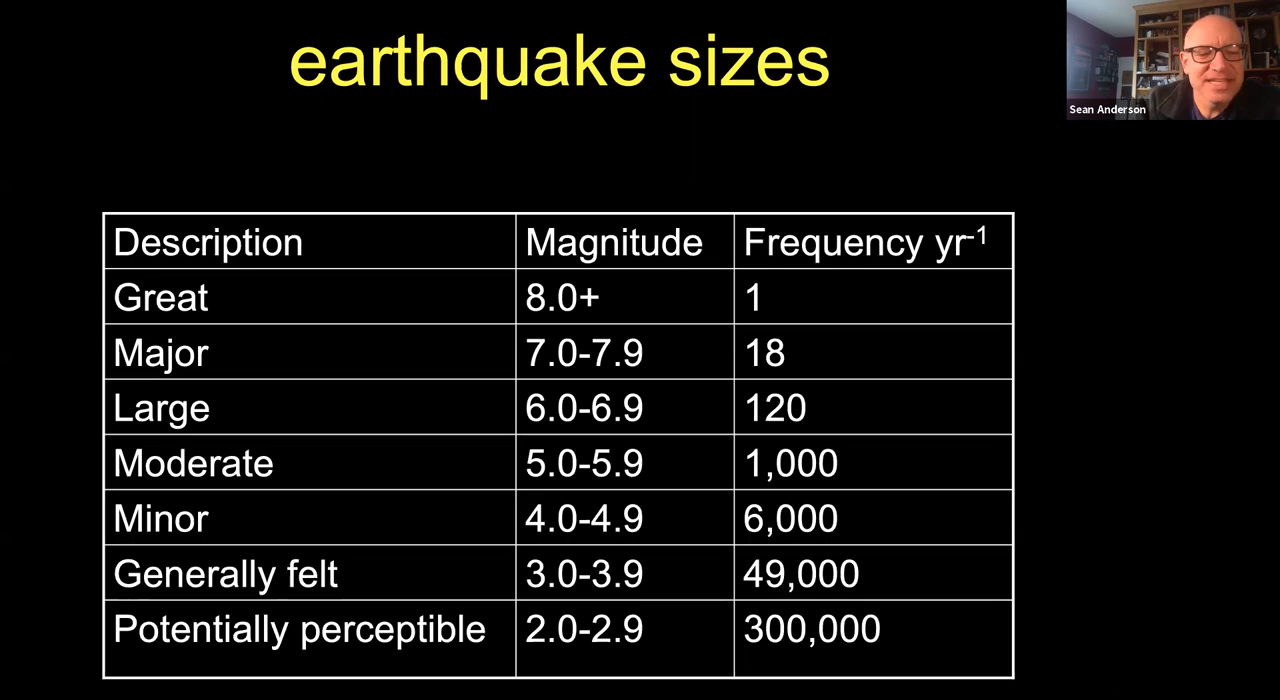 earthquake sizes
Sean Anderson
Description Magnitude Frequency yr-1
Great 8.0+ 1
Major 7.0-7.9 18
Large 6.0-6.9 120
Moderate 5.0-5.9 1,000
Minor 4.0-4.9 6,000
Generally felt 3.0-3.9 49,000
Potentially perceptible 2.0-2.9 300,000